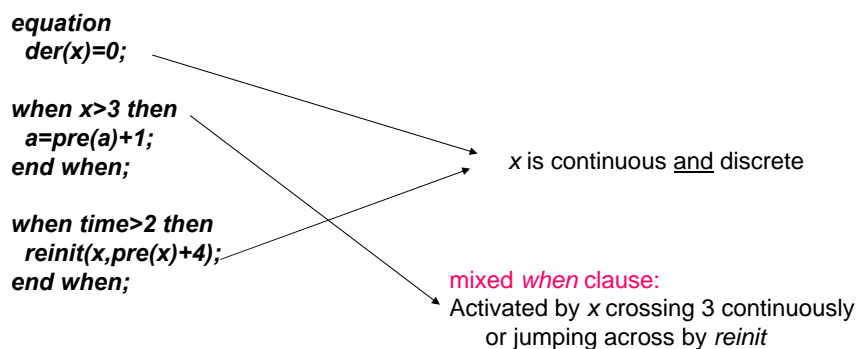 equation
der(x)=0;
when x>3 then
a=pre(a)+1;
end when;
when time>2 then
reinit(x,pre(x)+4);
end when;
x is continuous and discrete
mixed when clause:
Activated by x crossing 3 continuously
or jumping across by reinit